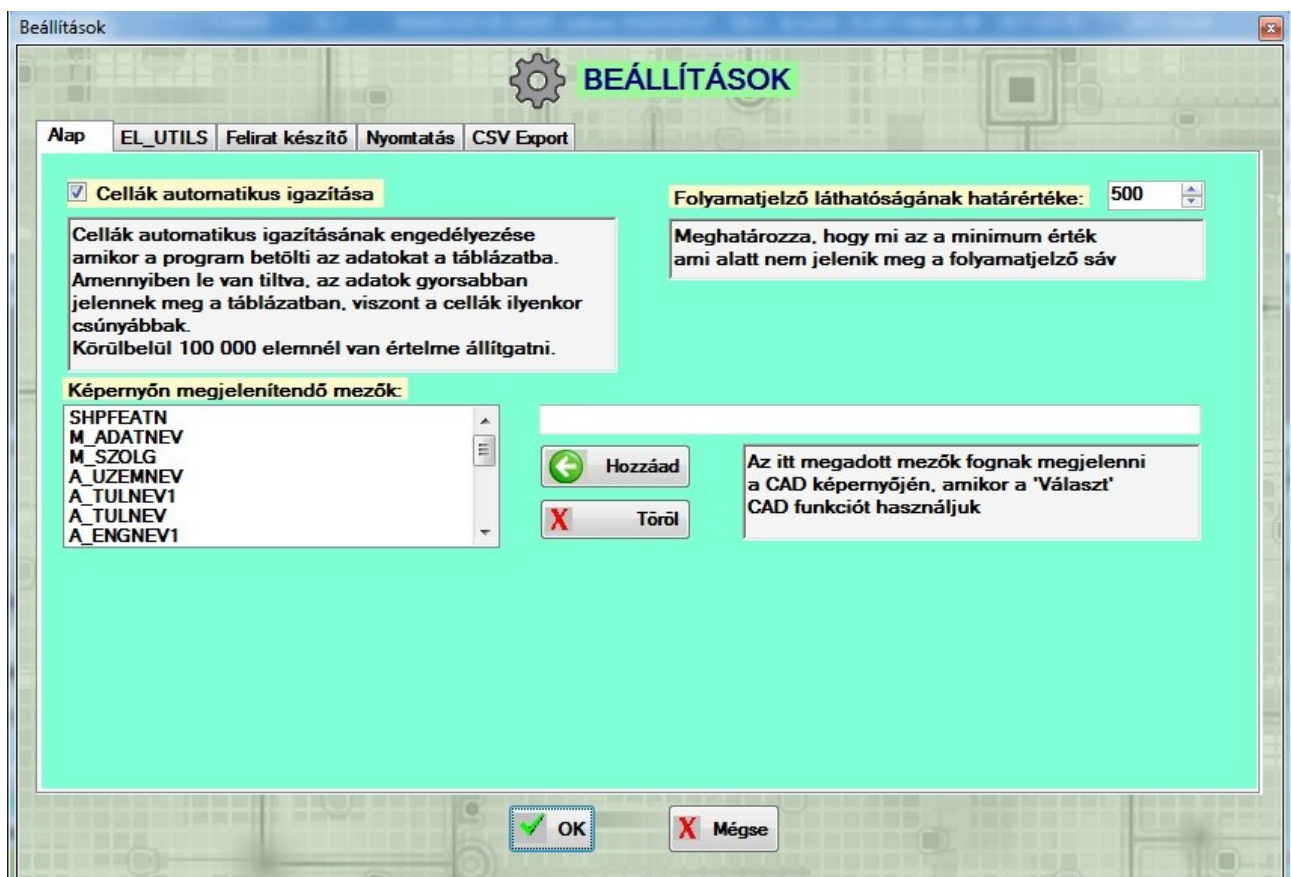 Beállítások
BEÁLLÍTÁSOK
Alap EL_UTILS Felirat készítő Nyomtatás CSV Export
Cellák automatikus igazítása
Cellák automatikus igazításának engedélyezése
amikor a program betölti az adatokat a táblázatba.
Amennyiben le van tiltva, az adatok gyorsabban
jelennek meg a táblázatban, viszont a cellák ilyenkor
csúnyábbak.
Körülbelül 100 000 elemnél van értelme állítgatni.
Folyamatjelző láthatóságának határértéke: 500
Meghatározza, hogy mi az a minimum érték
ami alatt nem jelenik meg a folyamatjelző sáv
Képernyőn megjelenítendő mezők:
SHPFEATN
M_ADATNEV
M_SZOLG
A_UZEMNEV
A_TULNEV1
A_TULNEV
A_ENGNEV1
Hozzáad
Töröl
Az itt megadott mezők fognak megjelenni
a CAD képernyőjén, amikor a 'Választ'
CAD funkciót használjuk
OK
Mégse